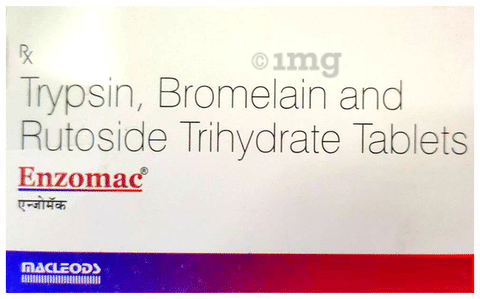 ©1mg
Rx
Trypsin, Bromelain and
Rutoside Trihydrate Tablets
Enzomac®
एन्जोमॅक
MACLEODS